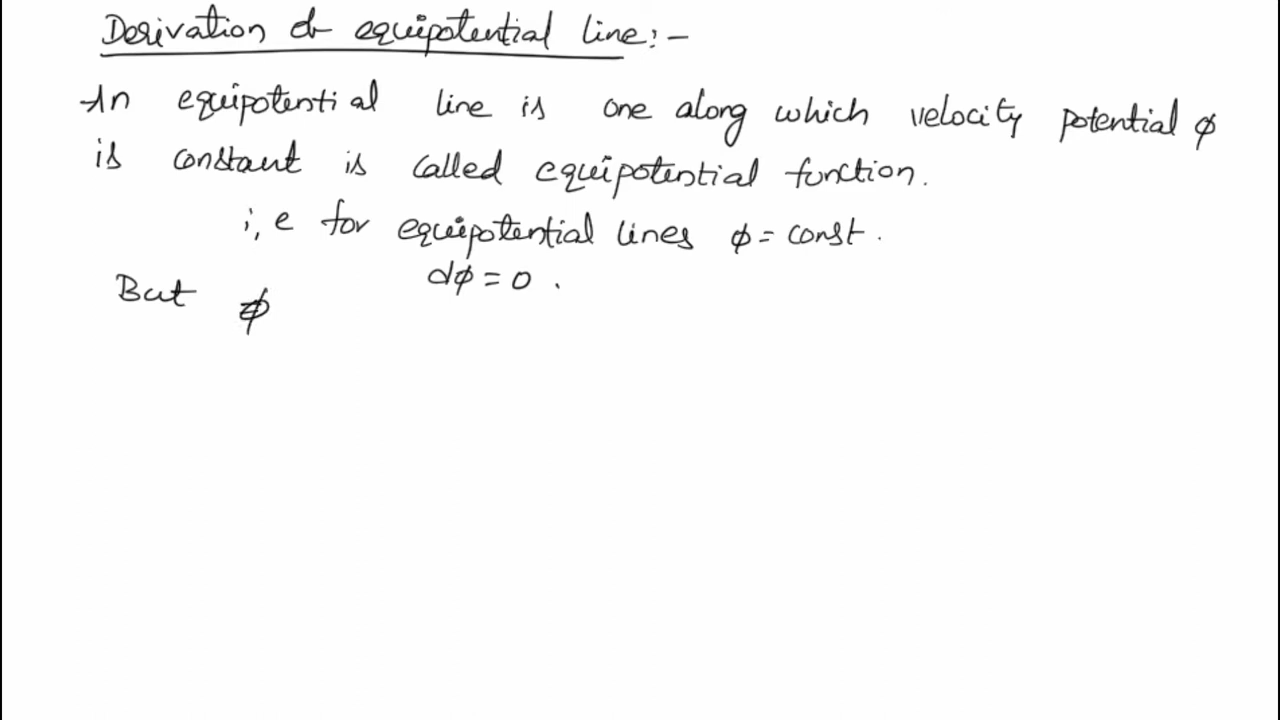 Derivation of equipotential line:-
An equipotential line is one along which velocity potential ϕ
is constant is called equipotential function.
i,e for equipotential lines ϕ = const.
dϕ = 0 .
But ϕ